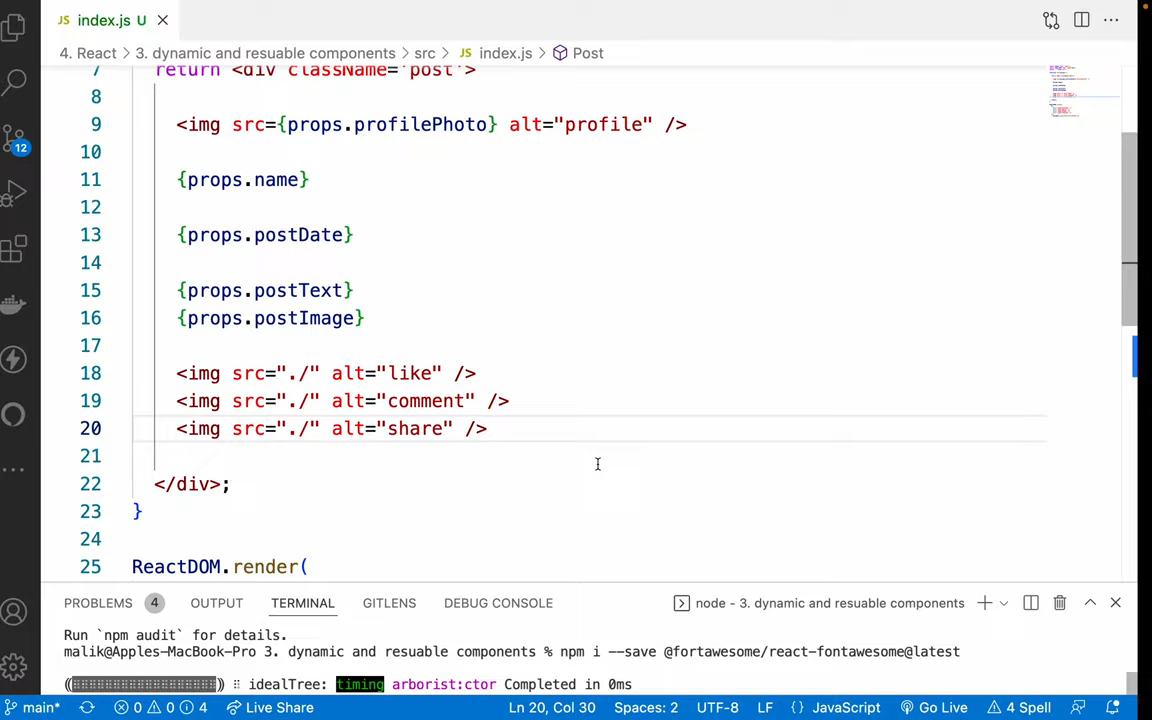 JS index.js U
4. React > 3. dynamic and resuable components > src > JS index.js > Post
7 return <div className='post'>
8
9 <img src={props.profilePhoto} alt="profile" />
10
11 {props.name}
12
13 {props.postDate}
14
15 {props.postText}
16 {props.postImage}
17
18 <img src="./" alt="like" />
19 <img src="./" alt="comment" />
20 <img src="./" alt="share" />
21
22 </div>;
23 }
24
25 ReactDOM.render(
12
PROBLEMS 4 OUTPUT TERMINAL GITLENS DEBUG CONSOLE node - 3. dynamic and resuable components
Run `npm audit` for details.
malik@Apples-MacBook-Pro 3. dynamic and resuable components % npm i --save @fortawesome/react-fontawesome@latest
idealTree: timing arborist:ctor Completed in 0ms
main* 0 0 4 Live Share Ln 20, Col 30 Spaces: 2 UTF-8 LF {} JavaScript Go Live 4 Spell